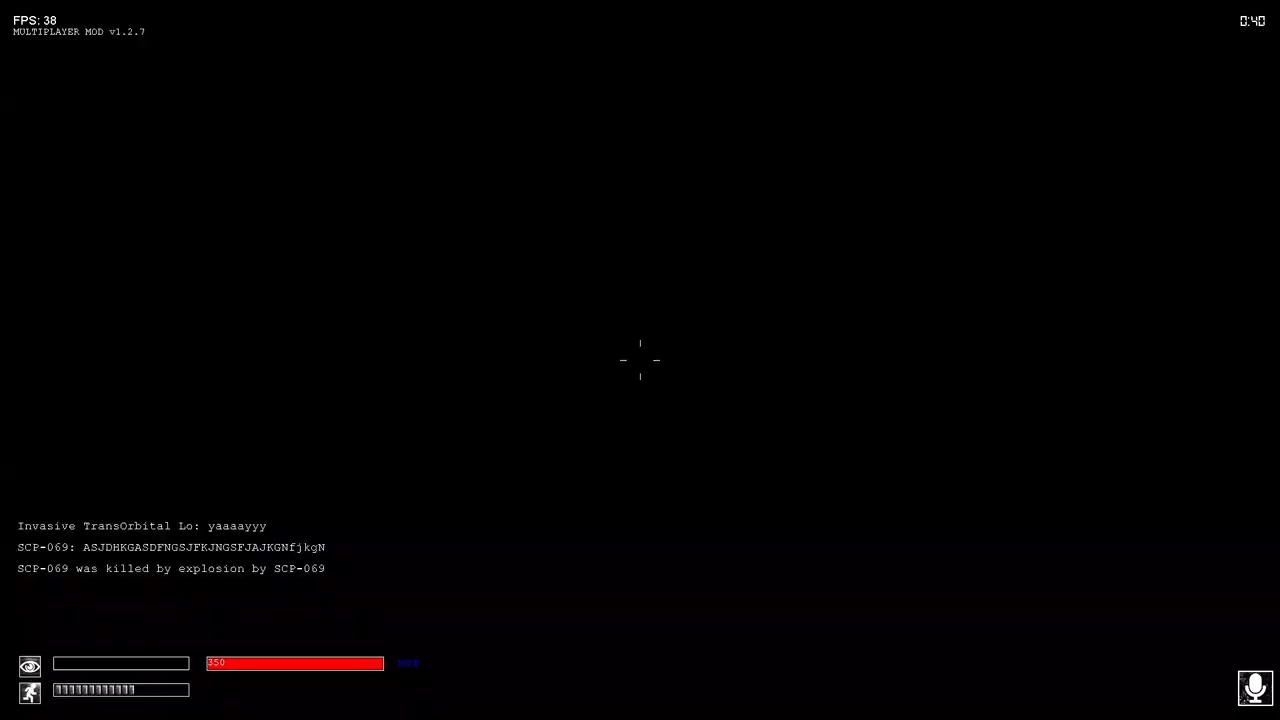 FPS: 38
MULTIPLAYER MOD v1.2.7
0:40
Invasive TransOrbital Lo: yaaaayyy
SCP-069: ASJDHKGASDFNGSJFKJNGSFJAJKGNfjkgN
SCP-069 was killed by explosion by SCP-069
350